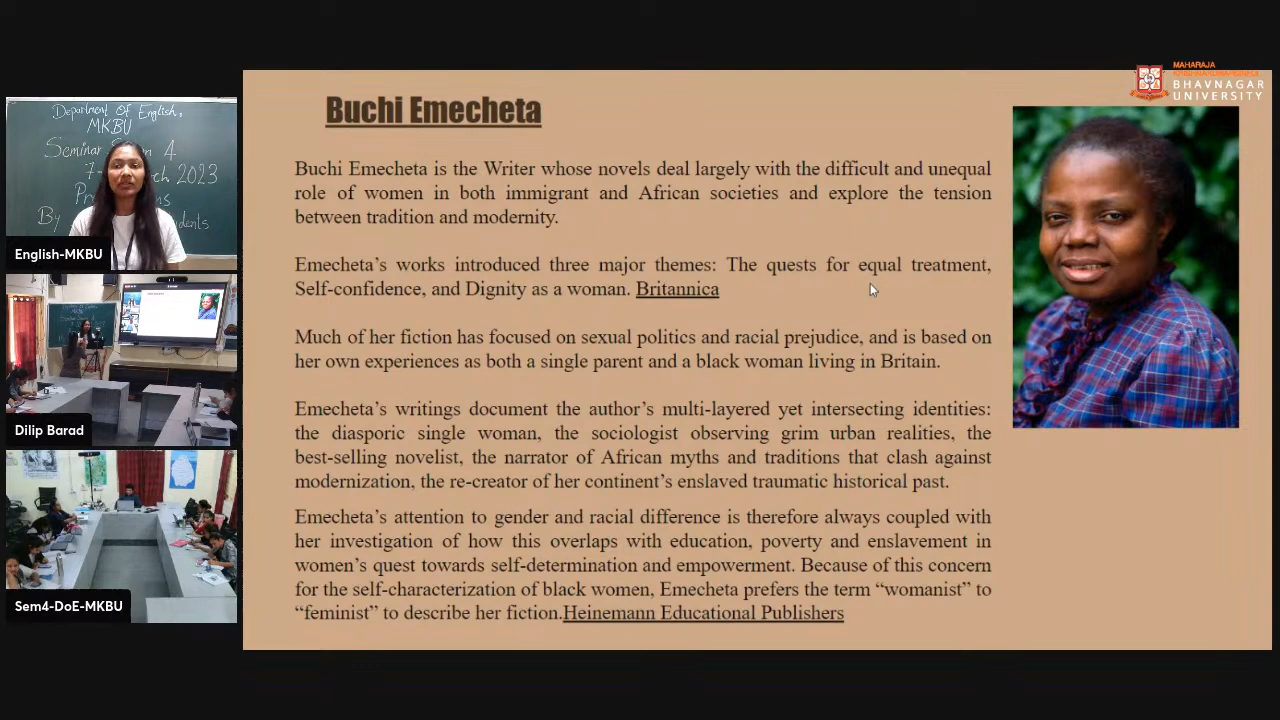 MAHARAJA
BHAVNAGAR
UNIVERSITY
Buchi Emecheta
Buchi Emecheta is the Writer whose novels deal largely with the difficult and unequal
role of women in both immigrant and African societies and explore the tension
between tradition and modernity.
Emecheta’s works introduced three major themes: The quests for equal treatment,
Self-confidence, and Dignity as a woman. Britannica
Much of her fiction has focused on sexual politics and racial prejudice, and is based on
her own experiences as both a single parent and a black woman living in Britain.
Emecheta’s writings document the author’s multi-layered yet intersecting identities:
the diasporic single woman, the sociologist observing grim urban realities, the
best-selling novelist, the narrator of African myths and traditions that clash against
modernization, the re-creator of her continent’s enslaved traumatic historical past.
Emecheta’s attention to gender and racial difference is therefore always coupled with
her investigation of how this overlaps with education, poverty and enslavement in
women’s quest towards self-determination and empowerment. Because of this concern
for the self-characterization of black women, Emecheta prefers the term “womanist” to
“feminist” to describe her fiction.Heinemann Educational Publishers
Department Of English,
MKBU
Seminar 4
7- 2023
By
English-MKBU
Dilip Barad
Sem4-DoE-MKBU